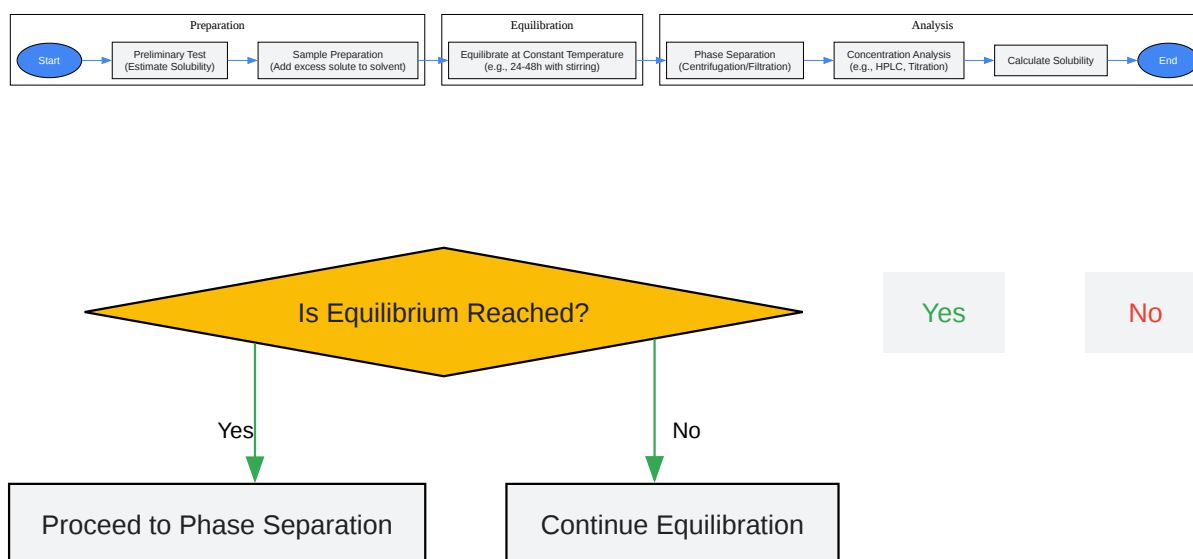 Preparation
Equilibration
Analysis
Start
Preliminary Test
(Estimate Solubility)
Sample Preparation
(Add excess solute to solvent)
Equilibrate at Constant Temperature
(e.g., 24-48h with stirring)
Phase Separation
(Centrifugation/Filtration)
Concentration Analysis
(e.g., HPLC, Titration)
Calculate Solubility
End
Is Equilibrium Reached?
Yes
No
Yes
No
Proceed to Phase Separation
Continue Equilibration